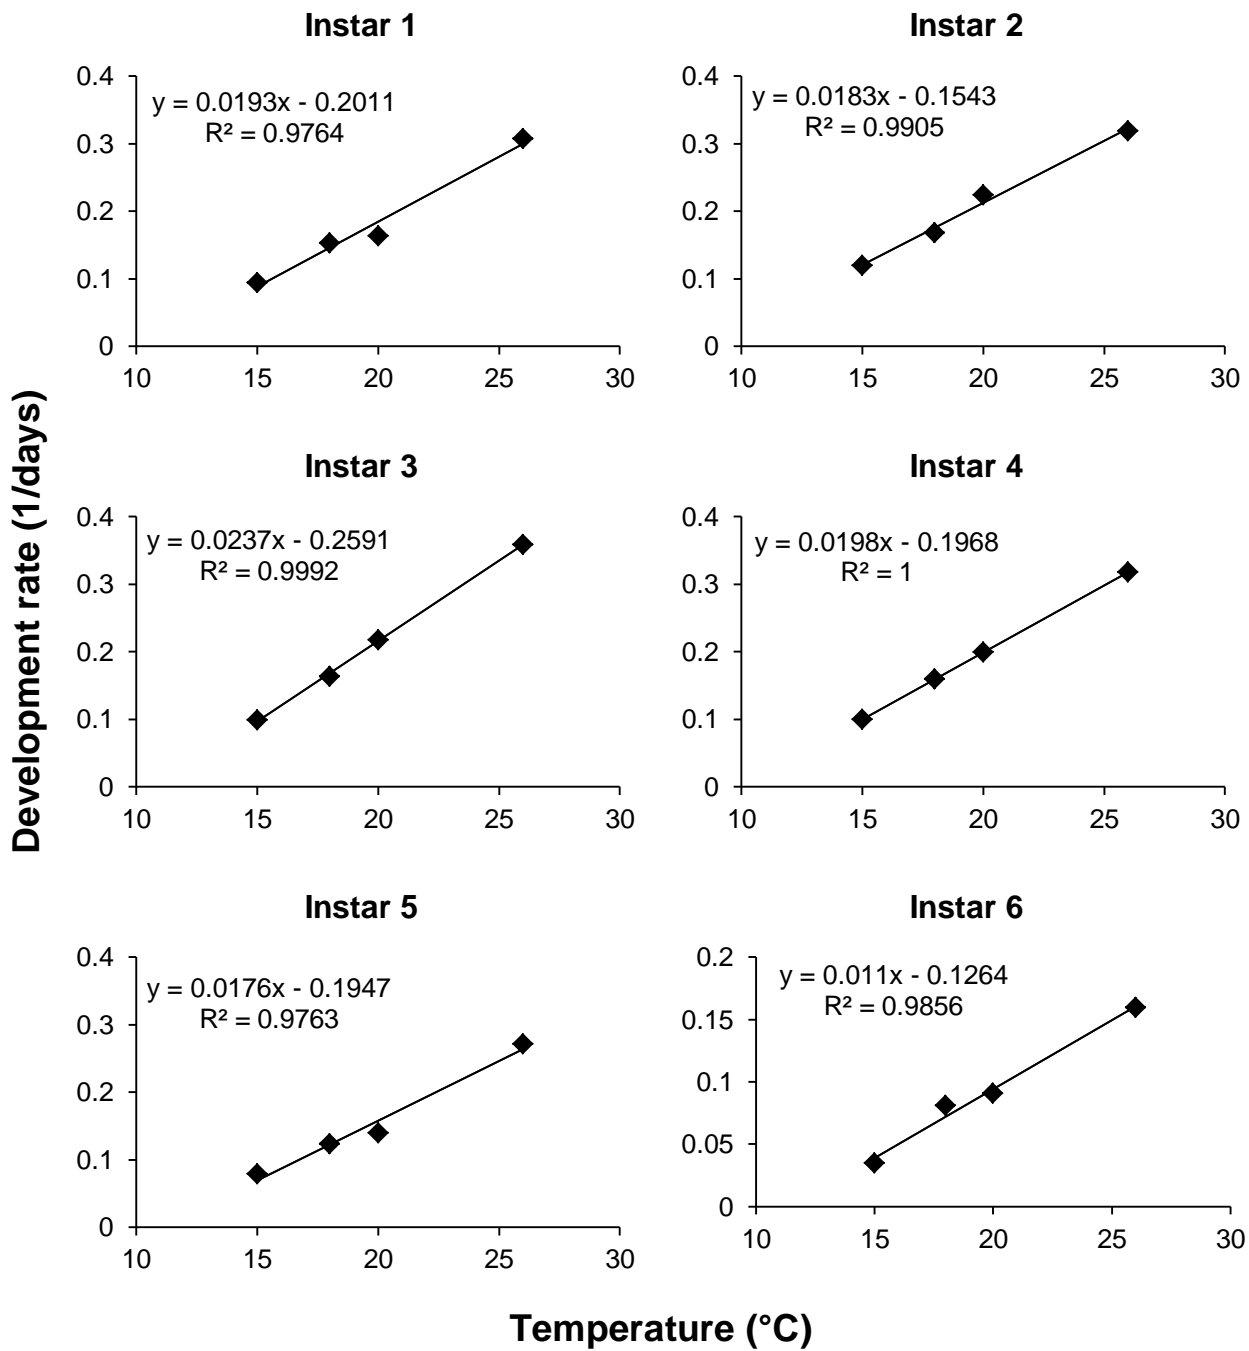 Instar 1
y = 0.0193x - 0.2011
R² = 0.9764
0.4
0.3
0.2
0.1
0
10 15 20 25 30
Instar 2
y = 0.0183x - 0.1543
R² = 0.9905
0.4
0.3
0.2
0.1
0
10 15 20 25 30
Development rate (1/days)
Instar 3
y = 0.0237x - 0.2591
R² = 0.9992
0.4
0.3
0.2
0.1
0
10 15 20 25 30
Instar 4
y = 0.0198x - 0.1968
R² = 1
0.4
0.3
0.2
0.1
0
10 15 20 25 30
Instar 5
y = 0.0176x - 0.1947
R² = 0.9763
0.4
0.3
0.2
0.1
0
10 15 20 25 30
Instar 6
y = 0.011x - 0.1264
R² = 0.9856
0.2
0.15
0.1
0.05
0
10 15 20 25 30
Temperature (°C)